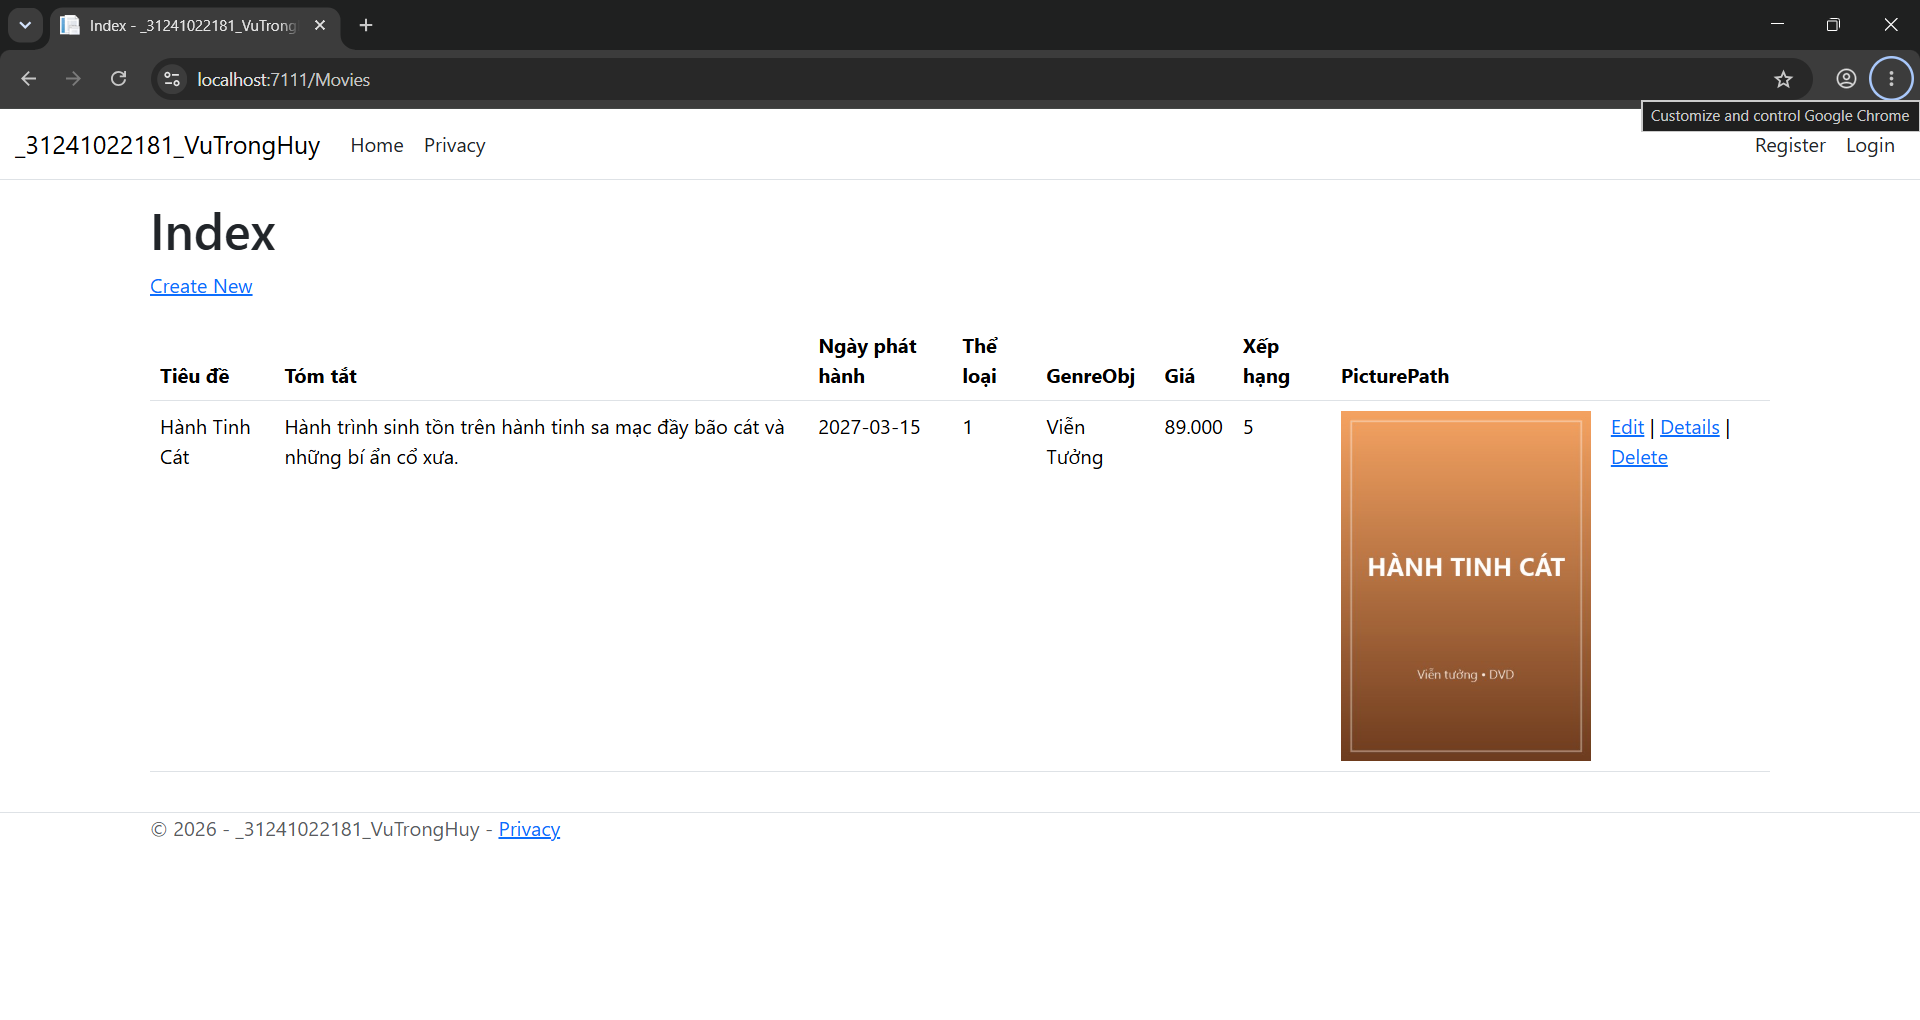 Index - _31241022181_VuTrong
localhost:7111/Movies
Customize and control Google Chrome
_31241022181_VuTrongHuy Home Privacy Register Login
Index
Create New
Tiêu đề Tóm tắt Ngày phát hành Thể loại GenreObj Giá Xếp hạng PicturePath
Hành Tinh Cát Hành trình sinh tồn trên hành tinh sa mạc đầy bão cát và những bí ẩn cổ xưa. 2027-03-15 1 Viễn Tưởng 89.000 5 Edit | Details | Delete
HÀNH TINH CÁT
Viễn tưởng • DVD
© 2026 - _31241022181_VuTrongHuy - Privacy